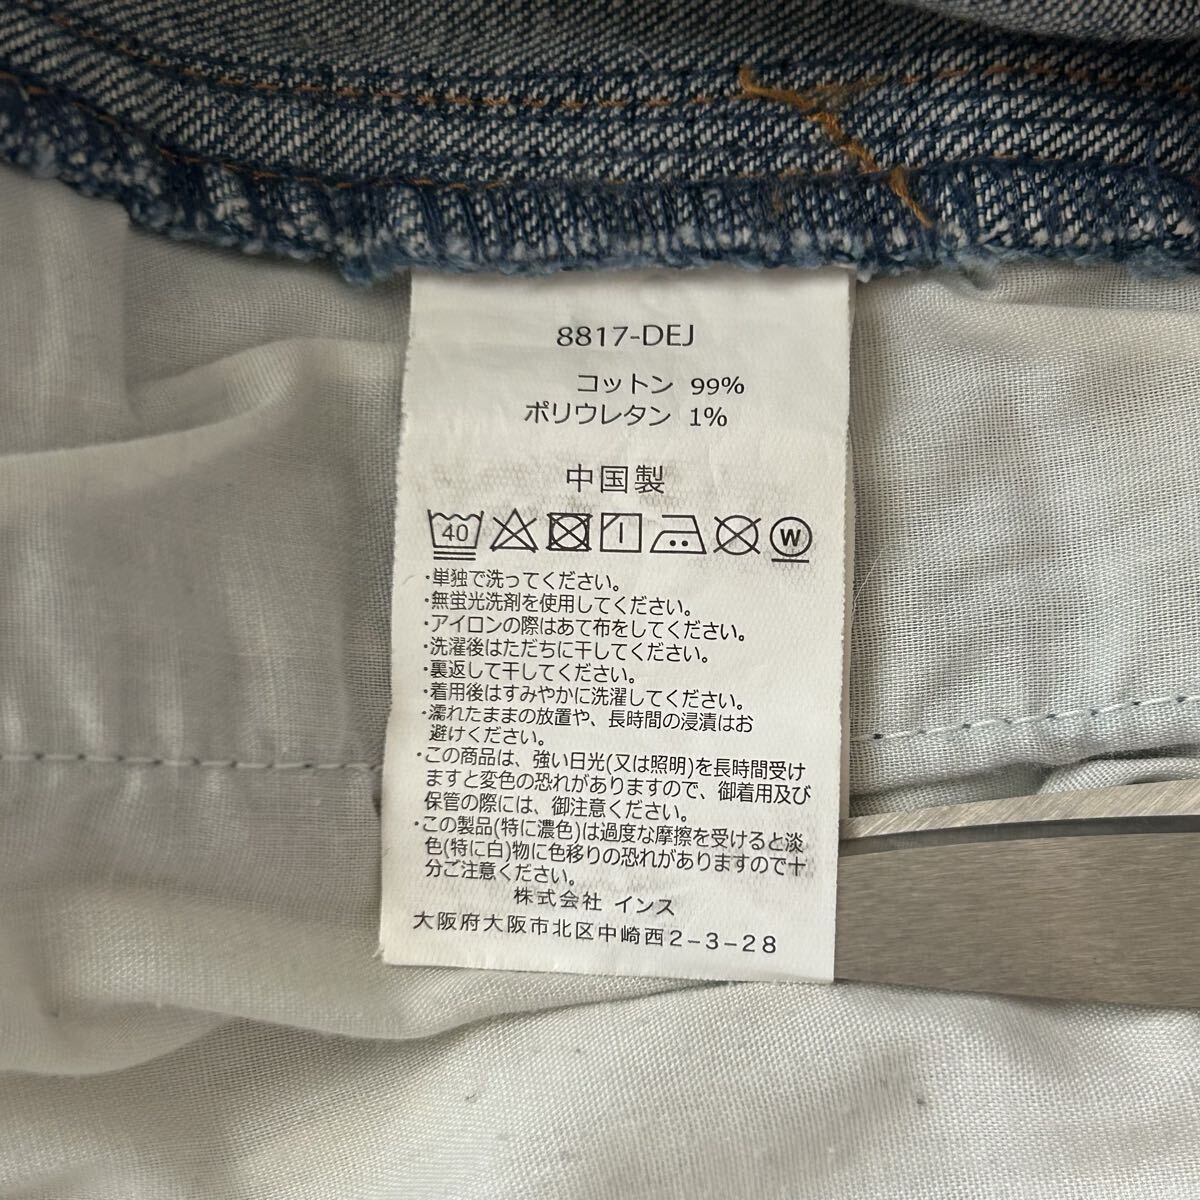 8817-DEJ
コットン 99%
ポリウレタン 1%
中国製
40 W
・単独で洗ってください。
・無蛍光洗剤を使用してください。
・アイロンの際はあて布をしてください。
・洗濯後はただちに干してください。
・裏返して干してください。
・着用後はすみやかに洗濯してください。
・濡れたままの放置や、長時間の浸漬はお
避けください。
・この商品は、強い日光(又は照明)を長時間受け
ますと変色の恐れがありますので、御着用及び
保管の際には、御注意ください。
・この製品(特に濃色)は過度な摩擦を受けると淡
色(特に白)物に色移りの恐れがありますので十
分ご注意ください。
株式会社 インス
大阪府大阪市北区中崎西2-3-28